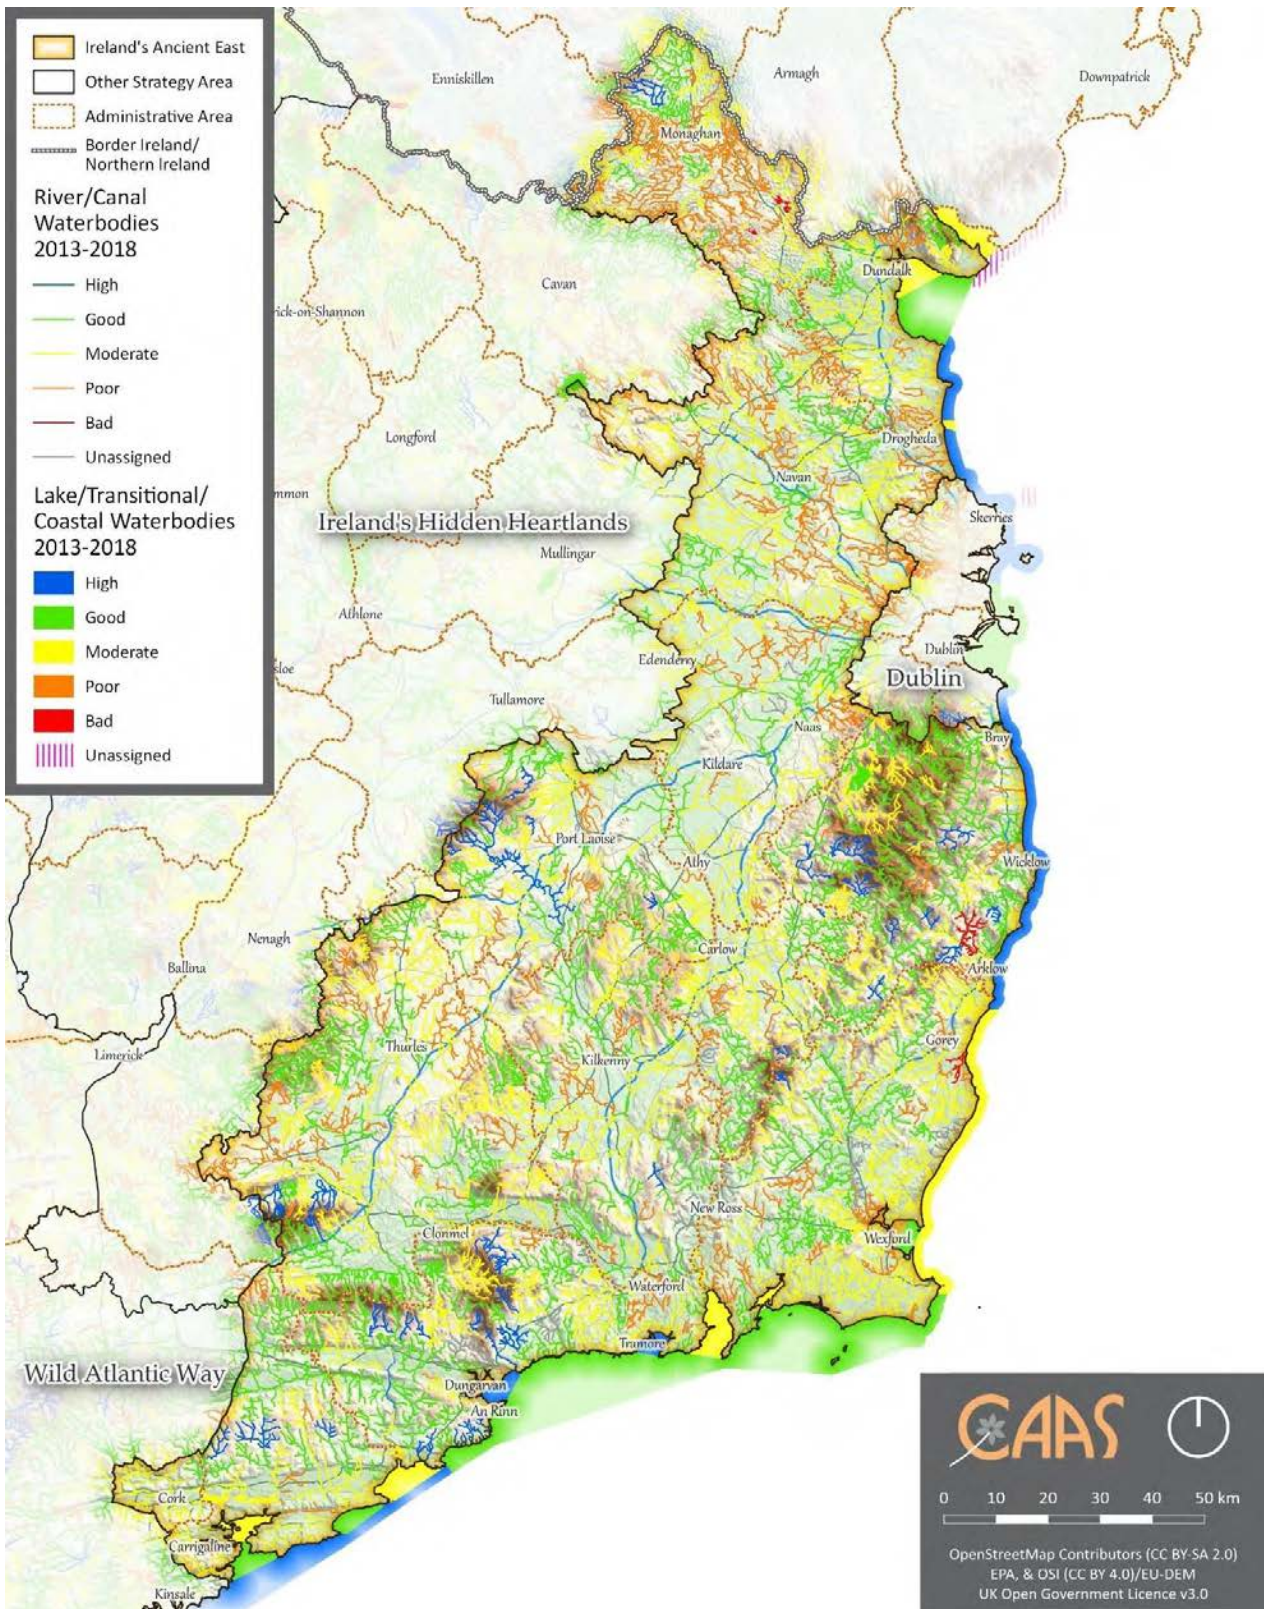 Ireland's Ancient East
Other Strategy Area
Administrative Area
Border Ireland/
Northern Ireland
River/Canal
Waterbodies
2013-2018
High
Good
Moderate
Poor
Bad
Unassigned
Lake/Transitional/
Coastal Waterbodies
2013-2018
High
Good
Moderate
Poor
Bad
Unassigned
Enniskillen
Armagh
Downpatrick
Monaghan
Dundalk
Cavan
rick-on-Shannon
Longford
Drogheda
Navan
mmon
Ireland's Hidden Heartlands
Skerries
Mullingar
Athlone
Dublin
Edenderry
sloe
Dublin
Tullamore
Naas
Bray
Kildare
Port Laoise
Athy
Wicklow
Nenagh
Carlow
Ballina
Arklow
Gorey
Limerick
Thurles
Kilkenny
New Ross
Clonmel
Wexford
Waterford
Tramore
Wild Atlantic Way
Dungarvan
An Rinn
Cork
Carrigaline
Kinsale
CAAS
0 10 20 30 40 50 km
OpenStreetMap Contributors (CC BY-SA 2.0)
EPA, & OSI (CC BY 4.0)/EU-DEM
UK Open Government Licence v3.0